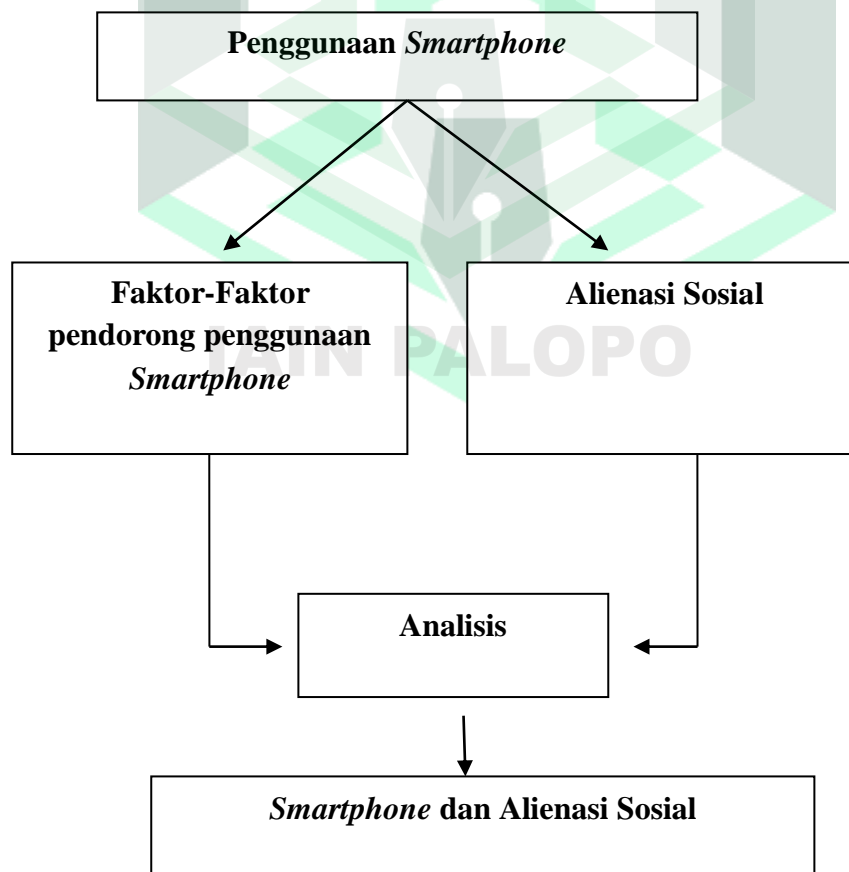 Penggunaan Smartphone
Faktor-Faktor
pendorong penggunaan
Smartphone
Alienasi Sosial
IAIN PALOPO
Analisis
Smartphone dan Alienasi Sosial